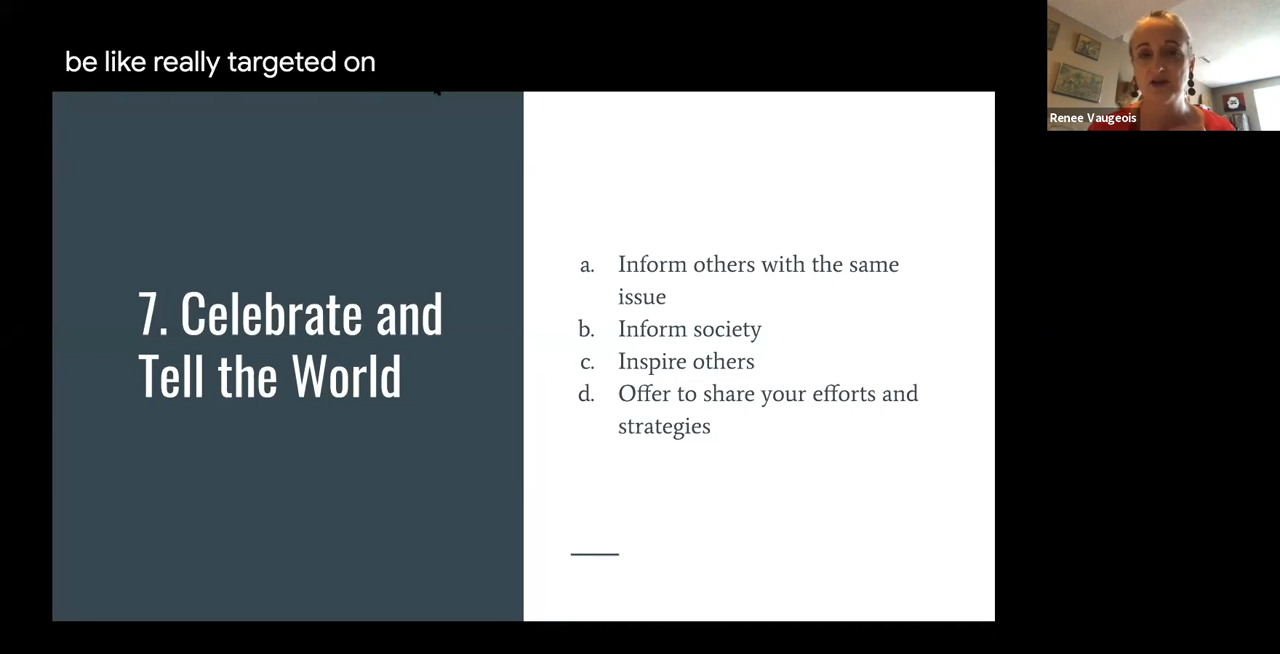 be like really targeted on
Renee Vaugeois
7. Celebrate and
Tell the World
a. Inform others with the same
issue
b. Inform society
c. Inspire others
d. Offer to share your efforts and
strategies